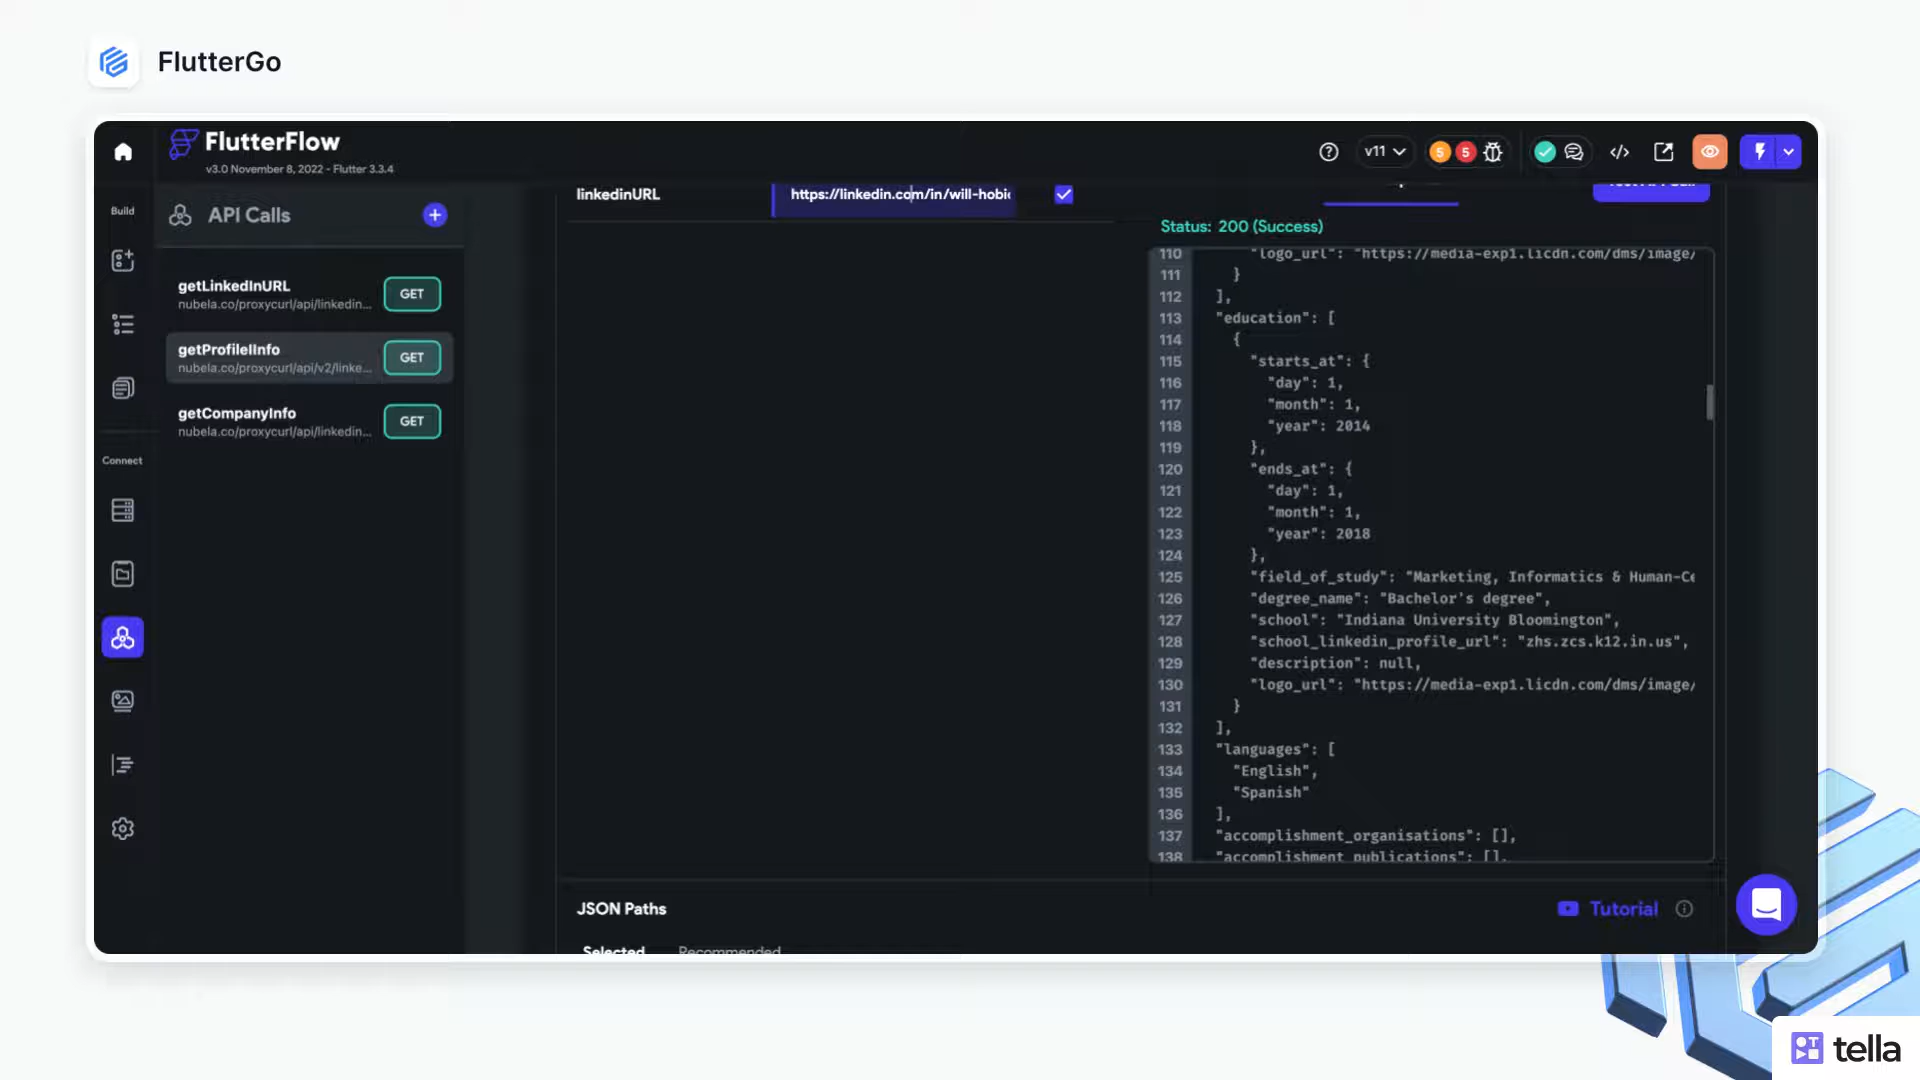 FlutterGo
FlutterFlow
v3.0 November 8, 2022 - Flutter 3.3.4
v11
5
5
Build
API Calls
getLinkedInURL
nubela.co/proxycurl/api/linkedin...
GET
getProfileIInfo
nubela.co/proxycurl/api/v2/linke...
GET
getCompanyInfo
nubela.co/proxycurl/api/linkedin...
GET
Connect
linkedinURL
https://linkedin.com/in/will-hobi
Status: 200 (Success)
110 "logo_url": "https://media-exp1.licdn.com/dms/image/
111 }
112 ],
113 "education": [
114 {
115 "starts_at": {
116 "day": 1,
117 "month": 1,
118 "year": 2014
119 },
120 "ends_at": {
121 "day": 1,
122 "month": 1,
123 "year": 2018
124 },
125 "field_of_study": "Marketing, Informatics & Human-Ce
126 "degree_name": "Bachelor's degree",
127 "school": "Indiana University Bloomington",
128 "school_linkedin_profile_url": "zhs.zcs.k12.in.us",
129 "description": null,
130 "logo_url": "https://media-exp1.licdn.com/dms/image/
131 }
132 ],
133 "languages": [
134 "English",
135 "Spanish"
136 ],
137 "accomplishment_organisations": [],
138 "accomplishment_publications": [],
JSON Paths
Tutorial
Selected
Recommended
tella